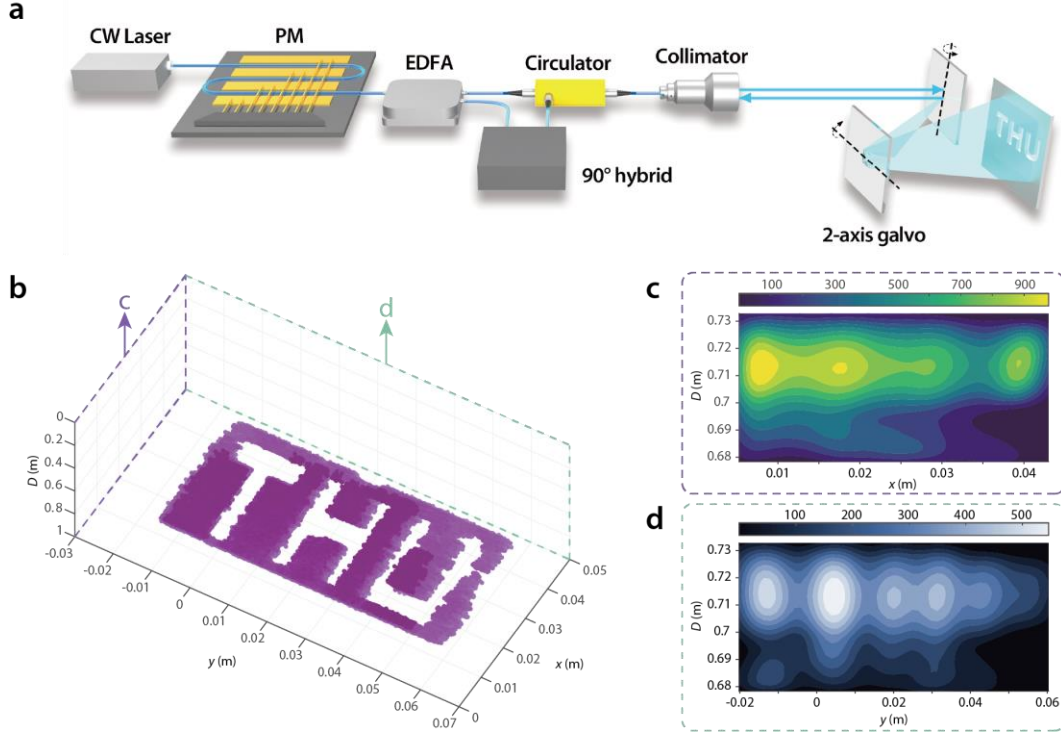 a
CW Laser
PM
EDFA
Circulator
Collimator
90° hybrid
THU
2-axis galvo
b
c
d
0
0.2
0.4
0.6
0.8
1
D (m)
-0.03
-0.02
-0.01
0
0.01
0.02
0.03
0.04
0.05
0.06
0.07
y (m)
0
0.01
0.02
0.03
0.04
0.05
x (m)
THU
c
100 300 500 700 900
0.73
0.72
0.71
0.7
0.69
0.68
D (m)
0.01 0.02 0.03 0.04
x (m)
d
100 200 300 400 500
0.73
0.72
0.71
0.7
0.69
0.68
D (m)
-0.02 0 0.02 0.04 0.06
y (m)